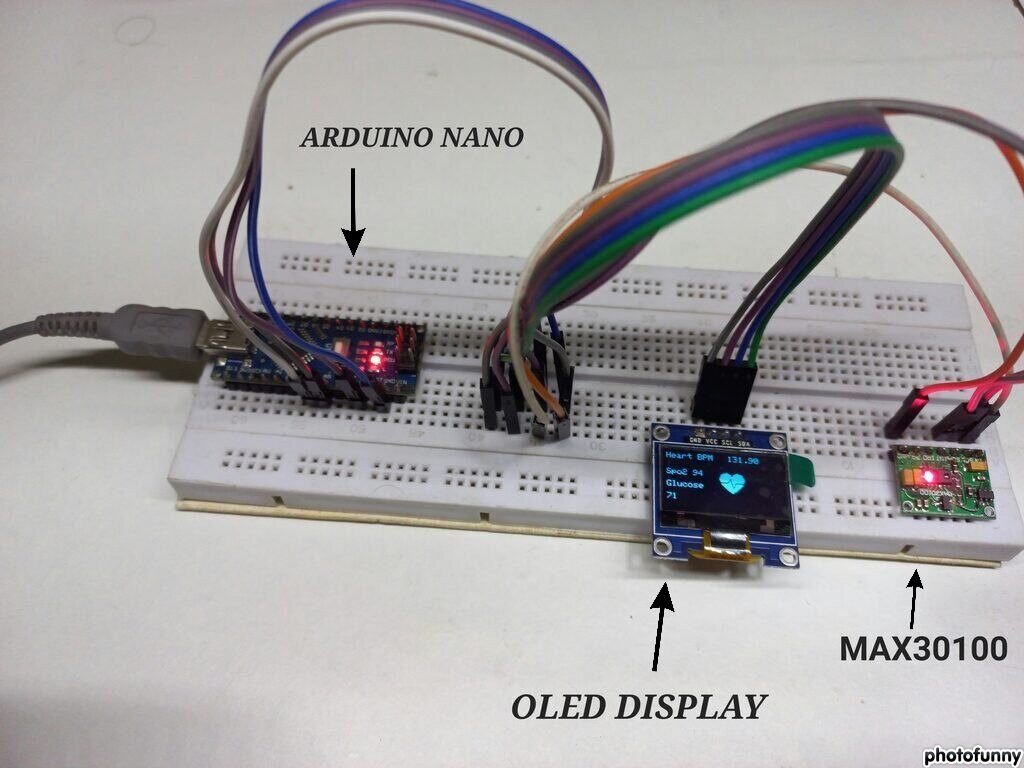 ARDUINO NANO
GND VCC SCL SDA
Heart BPM 131.90
Spo2 94
Glucose
71
MAX30100
OLED DISPLAY
photofunny